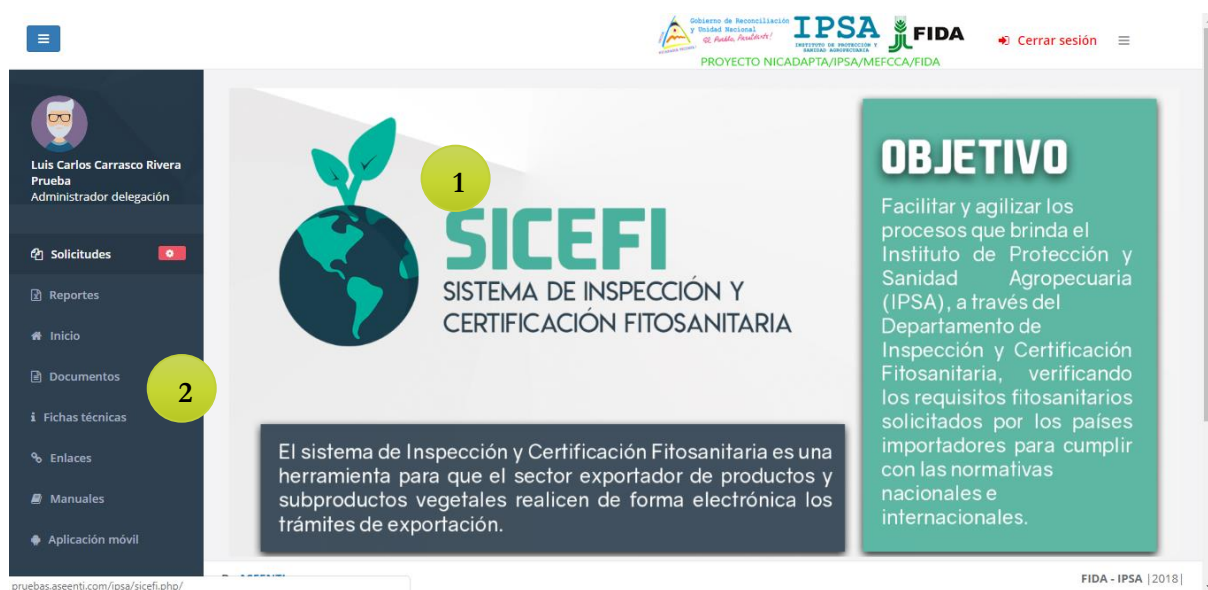 Gobierno de Reconciliación
y Unidad Nacional
El Pueblo, Presidente!
IPSA
INSTITUTO DE PROTECCIÓN Y
SANIDAD AGROPECUARIA
FIDA
PROYECTO NICADAPTA/IPSA/MEFCCA/FIDA
Cerrar sesión
Luis Carlos Carrasco Rivera
Prueba
Administrador delegación
Solicitudes
Reportes
Inicio
Documentos
Fichas técnicas
Enlaces
Manuales
Aplicación móvil
1
2
SICEFI
SISTEMA DE INSPECCIÓN Y
CERTIFICACIÓN FITOSANITARIA
El sistema de Inspección y Certificación Fitosanitaria es una
herramienta para que el sector exportador de productos y
subproductos vegetales realicen de forma electrónica los
trámites de exportación.
OBJETIVO
Facilitar y agilizar los
procesos que brinda el
Instituto de Protección y
Sanidad Agropecuaria
(IPSA), a través del
Departamento de
Inspección y Certificación
Fitosanitaria, verificando
los requisitos fitosanitarios
solicitados por los países
importadores para cumplir
con las normativas
nacionales e
internacionales.
pruebas.aseenti.com/ipsa/sicefi.php/
FIDA - IPSA |2018|